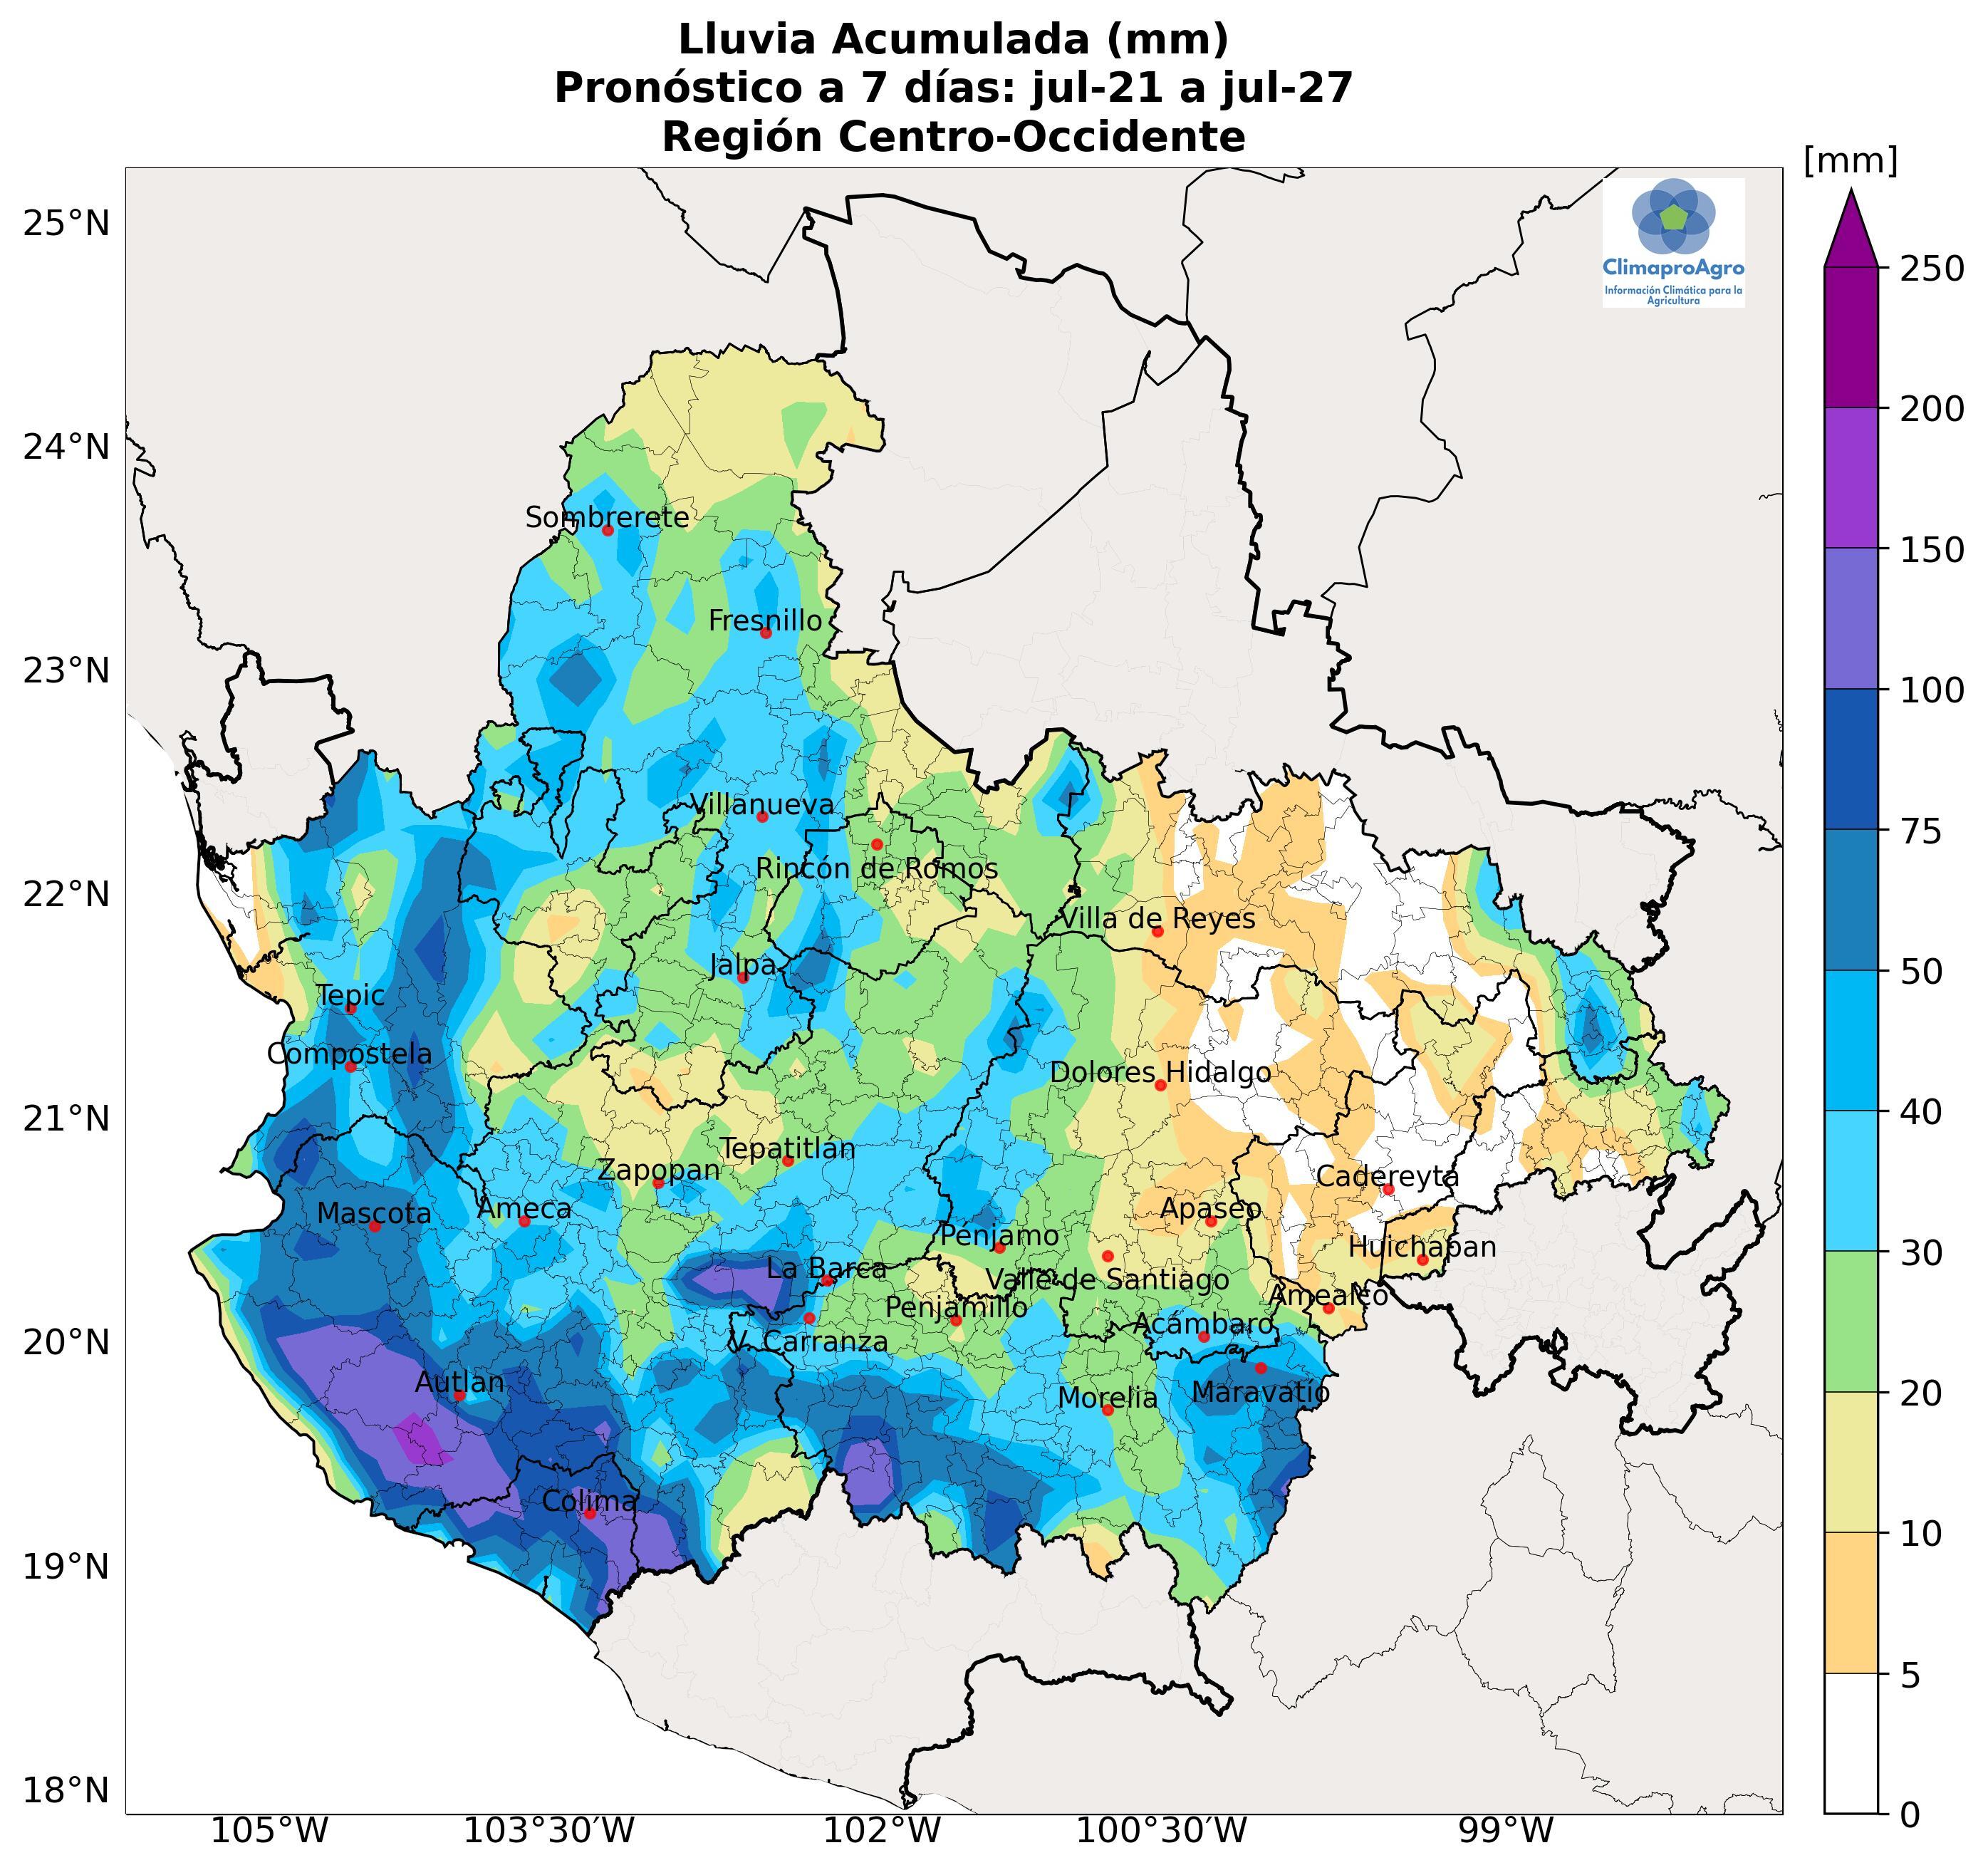 Lluvia Acumulada (mm)
Pronóstico a 7 días: jul-21 a jul-27
Región Centro-Occidente
[mm]
ClimaproAgro
Información Climática para la
Agricultura
25°N
24°N
23°N
22°N
21°N
20°N
19°N
18°N
105°W
103°30'W
102°W
100°30'W
99°W
250
200
150
100
75
50
40
30
20
10
5
0
Sombrerete
Fresnillo
Villanueva
Rincón de Romos
Villa de Reyes
Jalpa
Tepic
Compostela
Dolores Hidalgo
Tepatitlán
Zapopan
Cadereyta
Mascota
Ameca
Apaseo
Penjamo
Huichapan
La Barca
Valle de Santiago
Amealco
Penjamillo
Acámbaro
V. Carranza
Autlan
Morelia
Maravatío
Colima